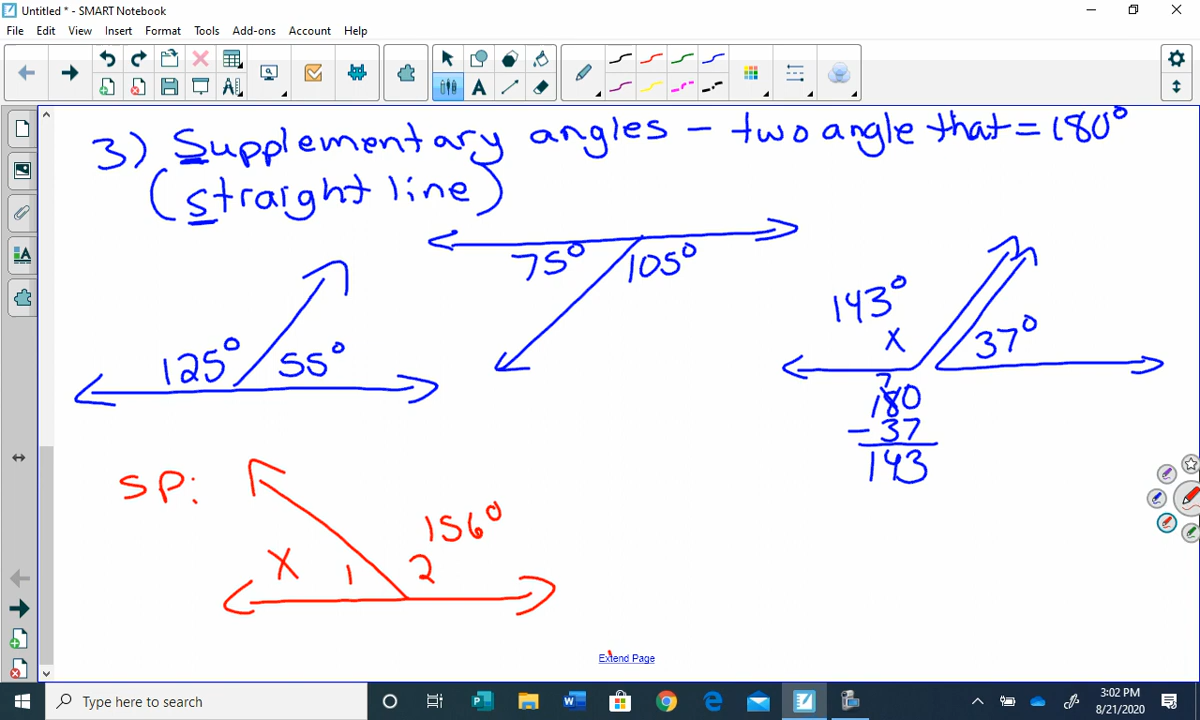 Untitled * - SMART Notebook
File Edit View Insert Format Tools Add-ons Account Help
3) Supplementary angles - two angle that = 180°
(straight line)
75° 105°
125° 55°
143°
x 37°
7
180
- 37
143
SP:
156°
x 1 2
Extend Page
Type here to search
3:02 PM
8/21/2020